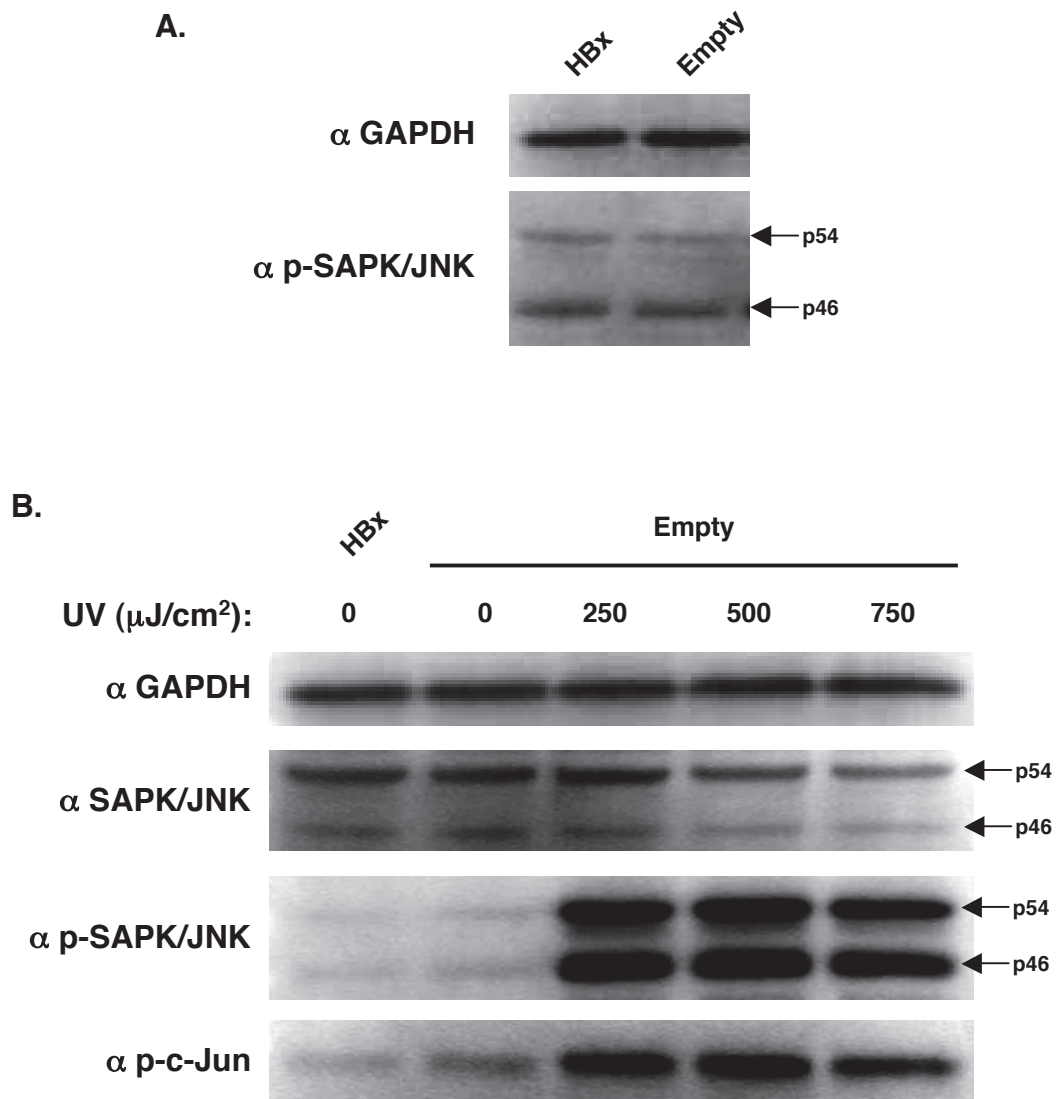 A.
HBx Empty
α GAPDH
α p-SAPK/JNK
p54
p46
B.
HBx Empty
UV (μJ/cm²): 0 0 250 500 750
α GAPDH
α SAPK/JNK
p54
p46
α p-SAPK/JNK
p54
p46
α p-c-Jun